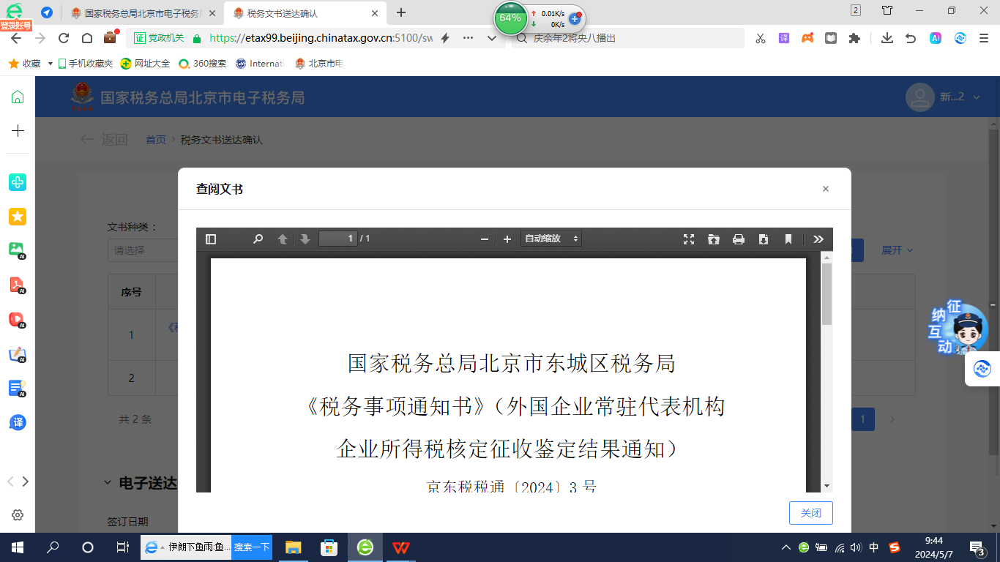 国家税务总局北京市电子税务局
税务文书送达确认
2
64%
0.01K/s
0K/s
登录账号
证 党政机关
https://etax99.beijing.chinatax.gov.cn:5100/sw
庆余年2将央八播出
收藏
手机收藏夹
网址大全
360搜索
Internati
北京市电
国家税务总局北京市电子税务局
新...2
返回
首页
税务文书送达确认
查阅文书
文书种类：
请选择
展开
1
/ 1
自动缩放
序号
1
2
共 2 条
1
国家税务总局北京市东城区税务局
《税务事项通知书》（外国企业常驻代表机构
企业所得税核定征收鉴定结果通知）
京东税税通〔2024〕3 号
征纳互动
电子送达
签订日期
关闭
伊朗下鱼雨:鱼...
搜索一下
中
9:44
2024/5/7
3